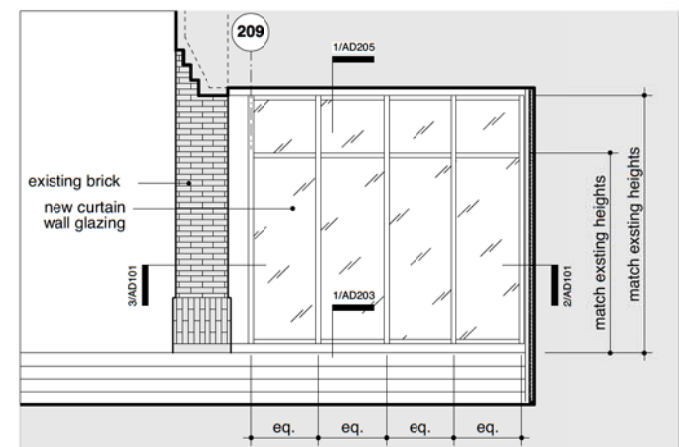 209
1/AD205
existing brick
new curtain
wall glazing
3/AD101
1/AD203
2/AD101
match exsting heights
match exsting heights
eq. eq. eq. eq.